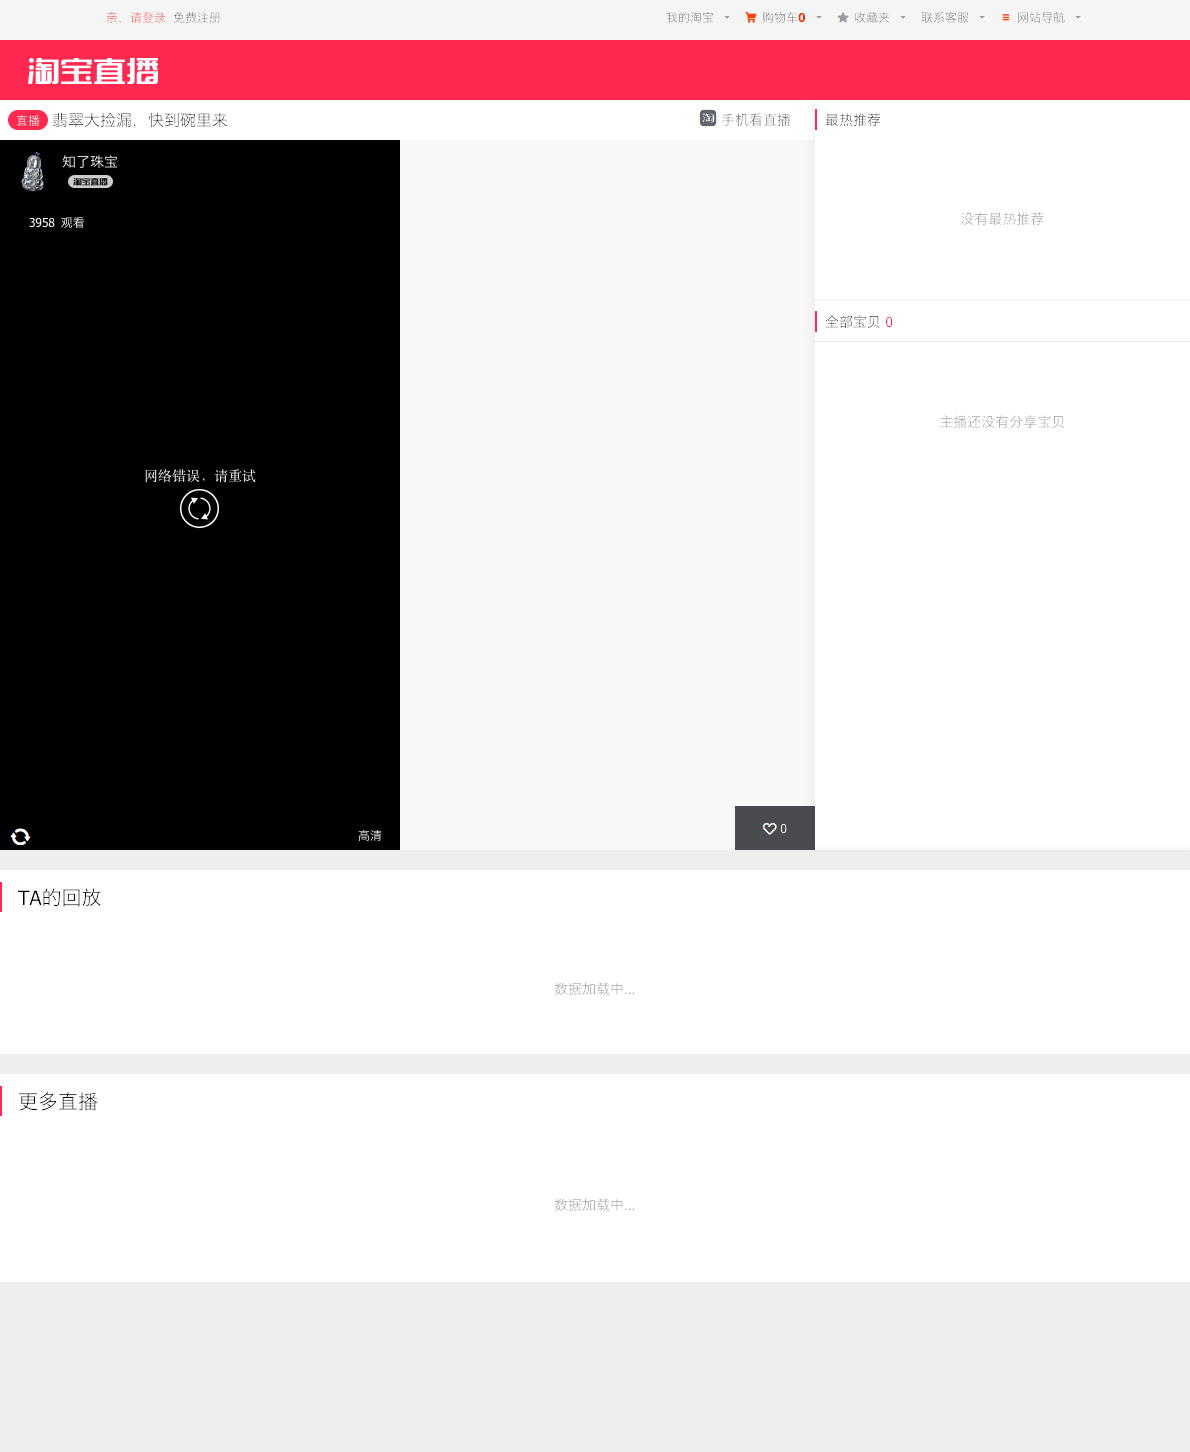 亲，请登录 免费注册 我的淘宝 购物车0 收藏夹 联系客服 网站导航
淘宝直播
直播 翡翠大捡漏，快到碗里来 淘 手机看直播 最热推荐
知了珠宝
淘宝直播
没有最热推荐
3958 观看
全部宝贝 0
主播还没有分享宝贝
网络错误，请重试
高清 0
TA的回放
数据加载中...
更多直播
数据加载中...